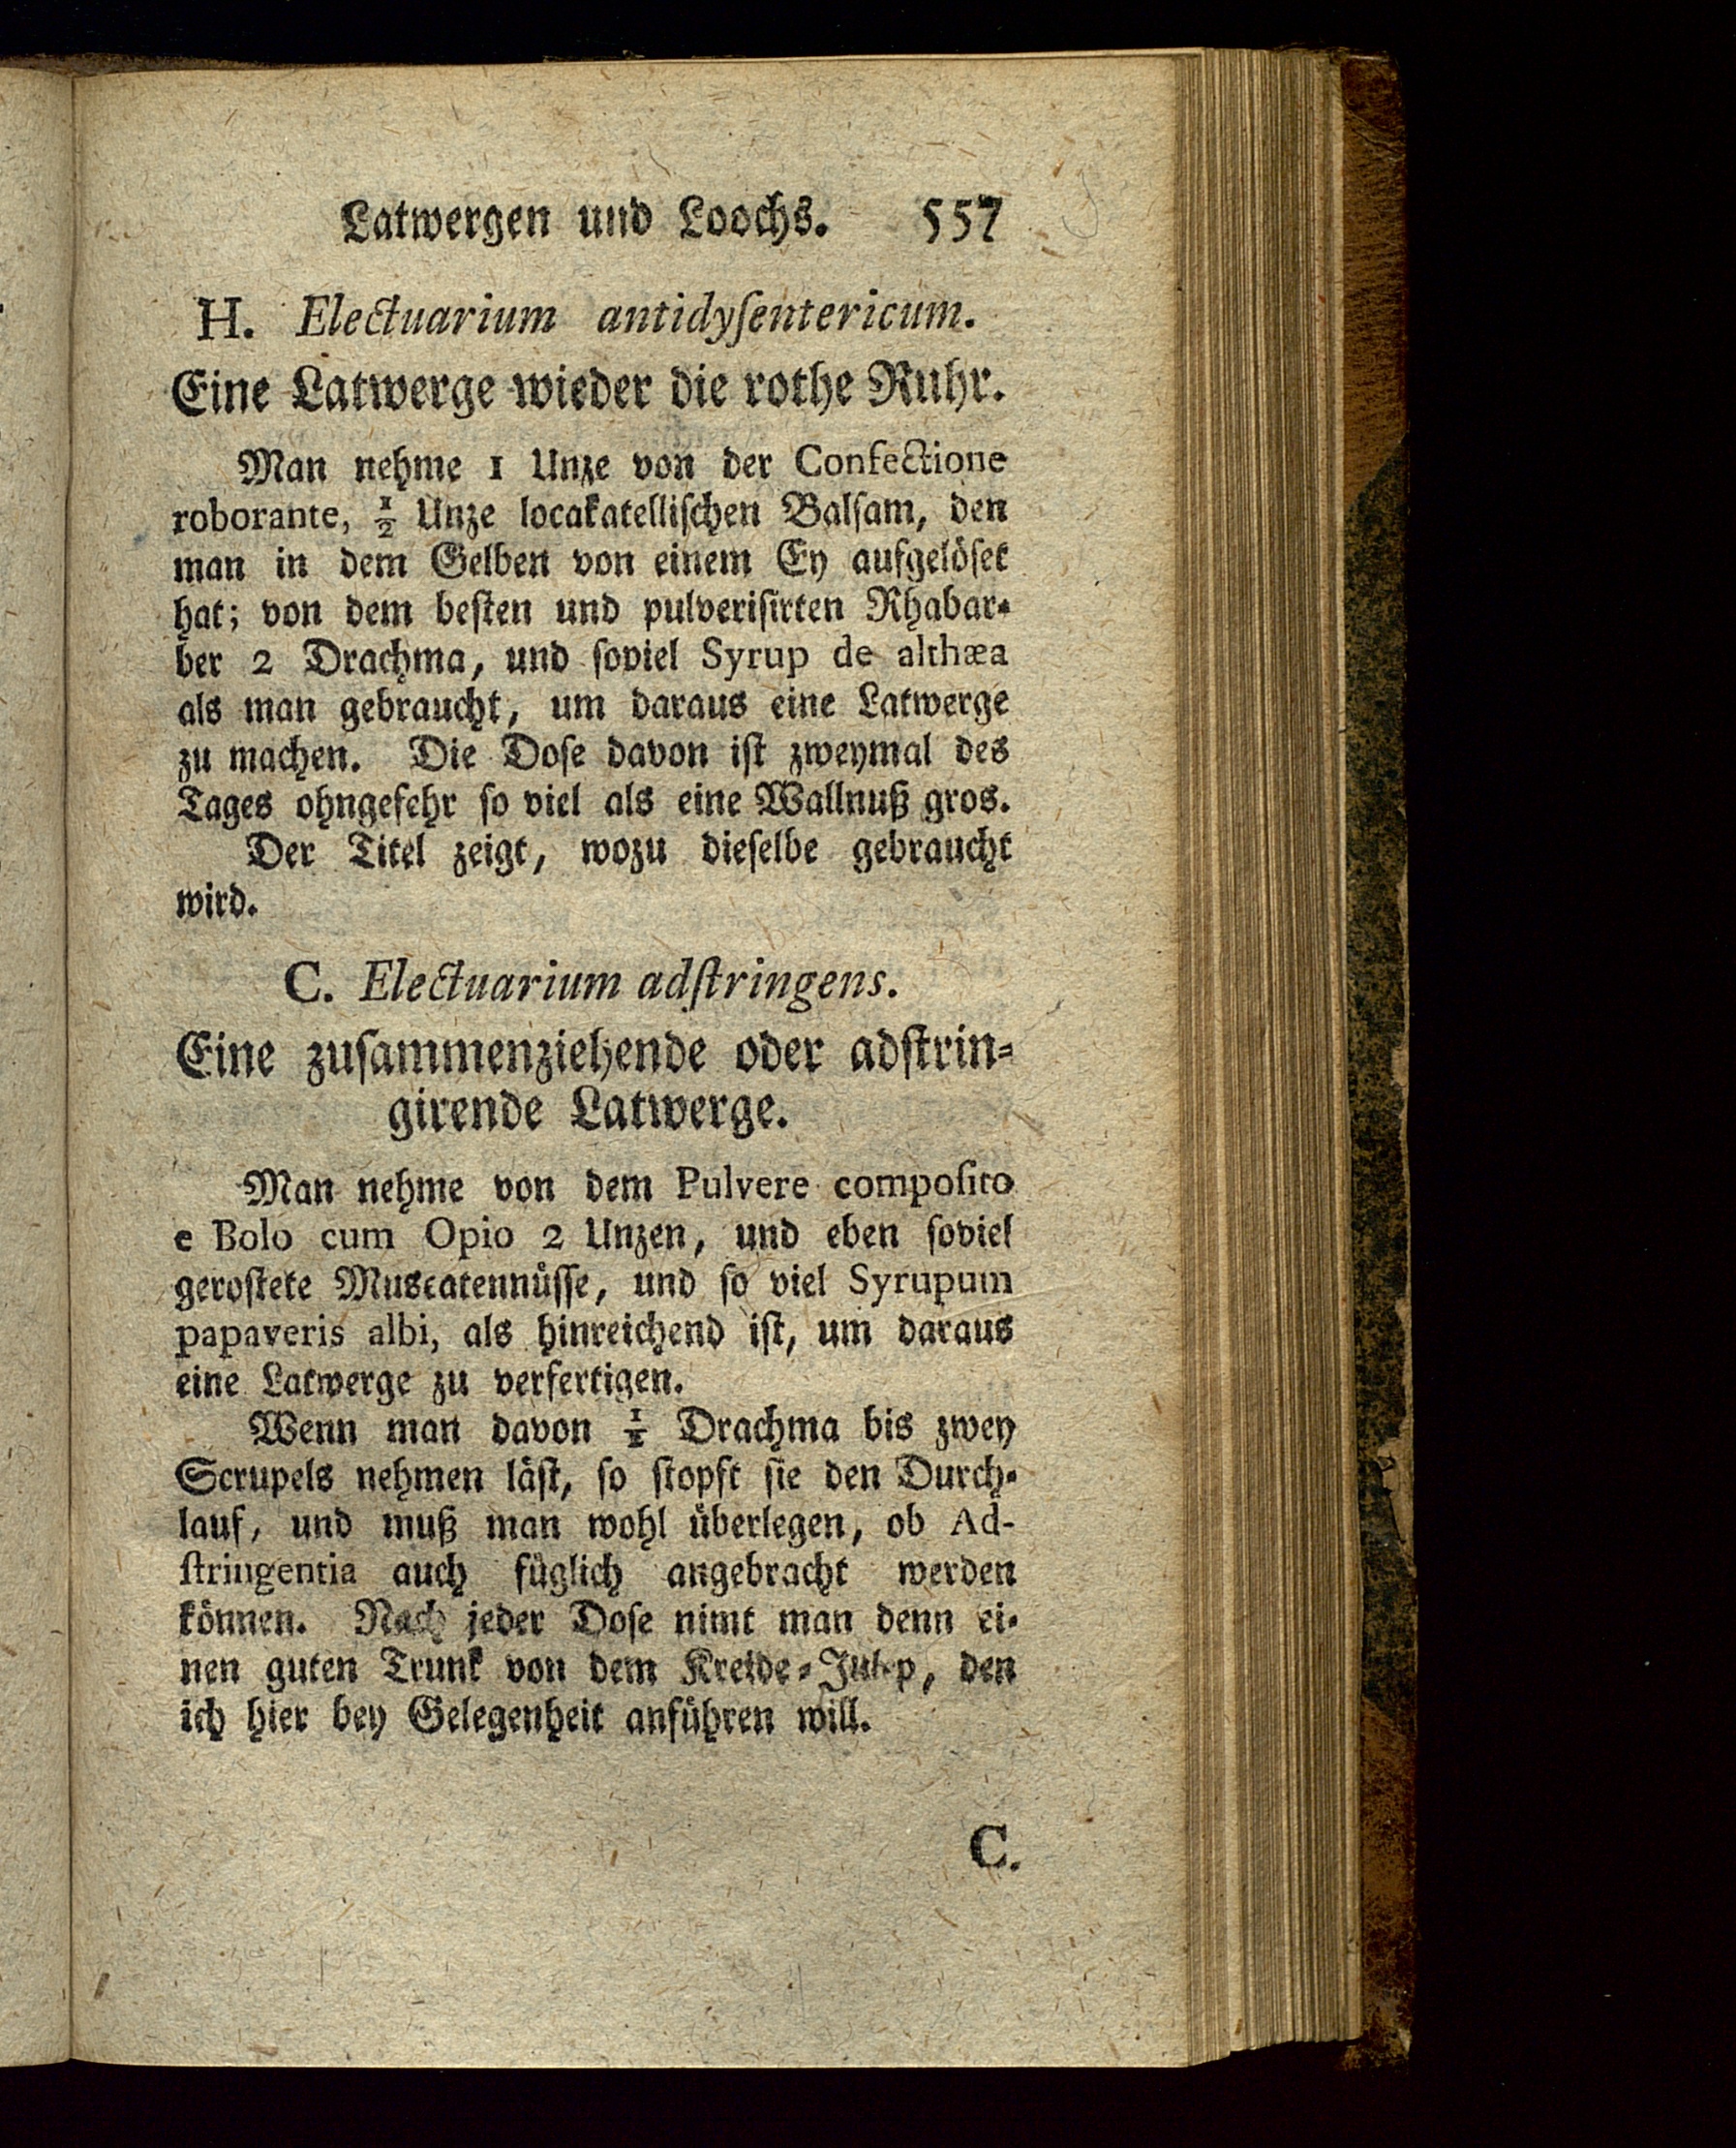 Latwergen und Loochs. 557
H. Electuarium antidyſentericum.
Eine Latwerge wieder die rothe Ruhr.
Man nehme 1 Unze von der Confectione
roborante, ½ Unze locakatelliſchen Balſam, den
man in dem Gelben von einem Ey aufgelöſet
hat; von dem beſten und pulveriſirten Rhabar-
ber 2 Drachma, und ſoviel Syrup de althæa
als man gebraucht, um daraus eine Latwerge
zu machen. Die Doſe davon iſt zweymal des
Tages ohngefehr ſo viel als eine Wallnuß gros.
Der Titel zeigt, wozu dieſelbe gebraucht
wird.
C. Electuarium adſtringens.
Eine zuſammenziehende oder adſtrin-
girende Latwerge.
Man nehme von dem Pulvere compoſito
e Bolo cum Opio 2 Unzen, und eben ſoviel
geroſtete Muscatennüſſe, und ſo viel Syrupum
papaveris albi, als hinreichend iſt, um daraus
eine Latwerge zu verfertigen.
Wenn man davon ½ Drachma bis zwey
Scrupels nehmen läſt, ſo ſtopft ſie den Durch-
lauf, und muß man wohl überlegen, ob Ad-
ſtringentia auch füglich angebracht werden
können. Nach jeder Doſe nimt man denn ei-
nen guten Trunk von dem Kreide-Julep, den
ich hier bey Gelegenheit anführen will.
C.